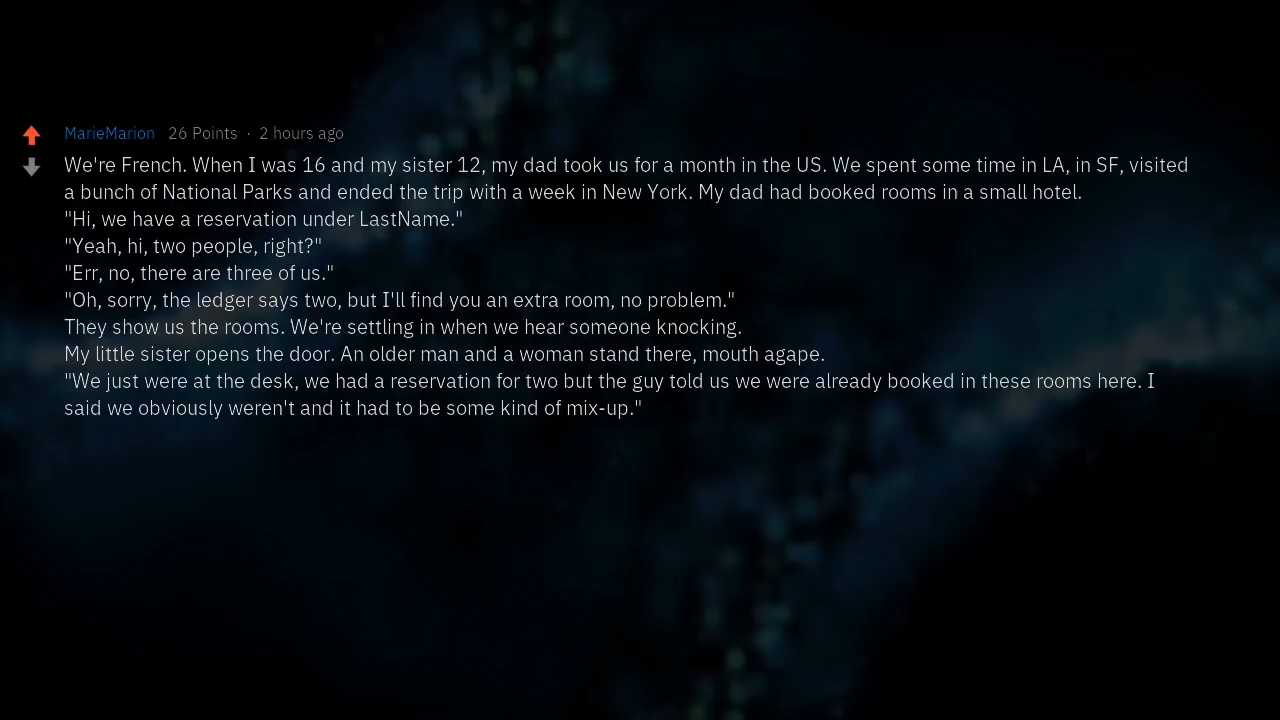 MarieMarion 26 Points · 2 hours ago
We're French. When I was 16 and my sister 12, my dad took us for a month in the US. We spent some time in LA, in SF, visited
a bunch of National Parks and ended the trip with a week in New York. My dad had booked rooms in a small hotel.
"Hi, we have a reservation under LastName."
"Yeah, hi, two people, right?"
"Err, no, there are three of us."
"Oh, sorry, the ledger says two, but I'll find you an extra room, no problem."
They show us the rooms. We're settling in when we hear someone knocking.
My little sister opens the door. An older man and a woman stand there, mouth agape.
"We just were at the desk, we had a reservation for two but the guy told us we were already booked in these rooms here. I
said we obviously weren't and it had to be some kind of mix-up."